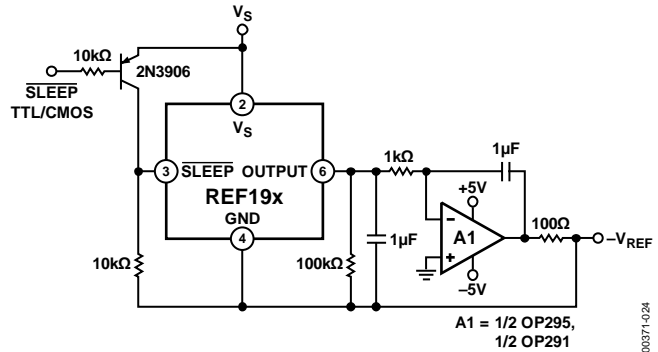 V_S
10kΩ
2N3906
SLEEP
TTL/CMOS
2
V_S
3 SLEEP OUTPUT 6
REF19x
GND
4
10kΩ
100kΩ
1µF
1kΩ
1µF
+5V
−
A1
+
−5V
100Ω
−V_REF
A1 = 1/2 OP295,
1/2 OP291
00371-024